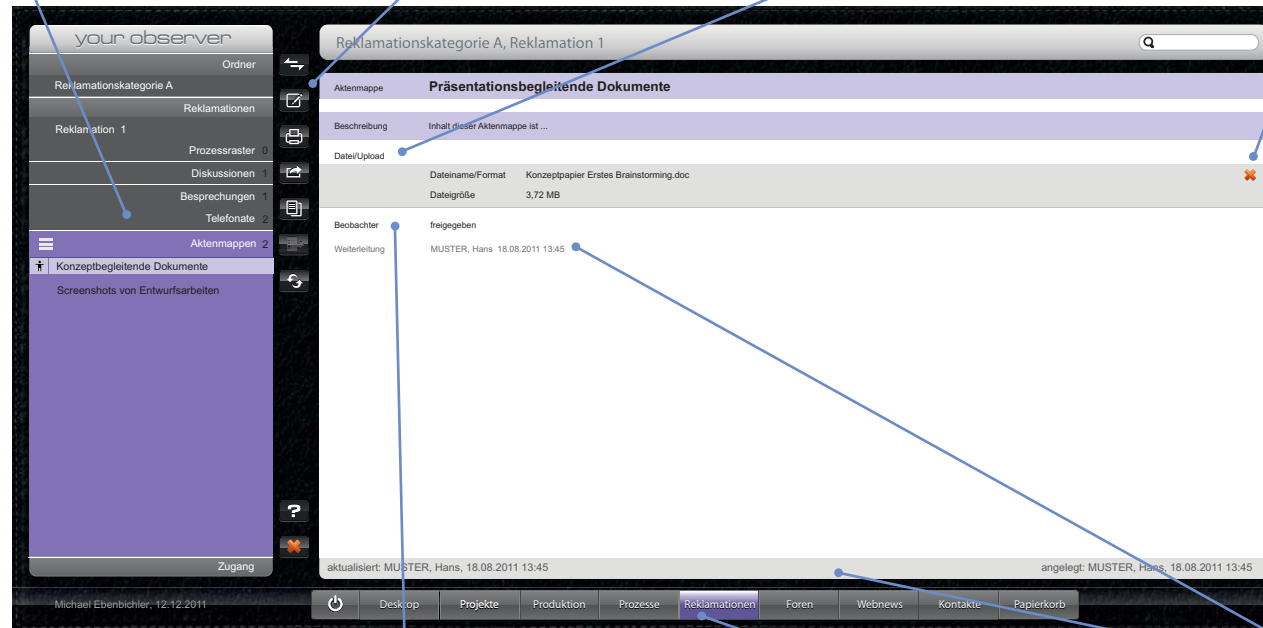 your observer
Ordner
Reklamationskategorie A
Reklamationen
Reklamation 1
Prozessraster 0
Diskussionen 1
Besprechungen 1
Telefonate 2
Aktenmappen 2
Konzeptbegleitende Dokumente
Screenshots von Entwurfsarbeiten
Zugang
?
Reklamationskategorie A, Reklamation 1
Aktenmappe Präsentationsbegleitende Dokumente
Beschreibung Inhalt dieser Aktenmappe ist ...
Datei/Upload
Dateiname/Format Konzeptpapier Erstes Brainstorming.doc
Dateigröße 3,72 MB
Beobachter freigegeben
Weiterleitung MUSTER, Hans 18.08.2011 13:45
aktualisiert: MUSTER, Hans, 18.08.2011 13:45 angelegt: MUSTER, Hans, 18.08.2011 13:45
Michael Ebenbichler, 12.12.2011 Desktop Projekte Produktion Prozesse Reklamationen Foren Webnews Kontakte Papierkorb